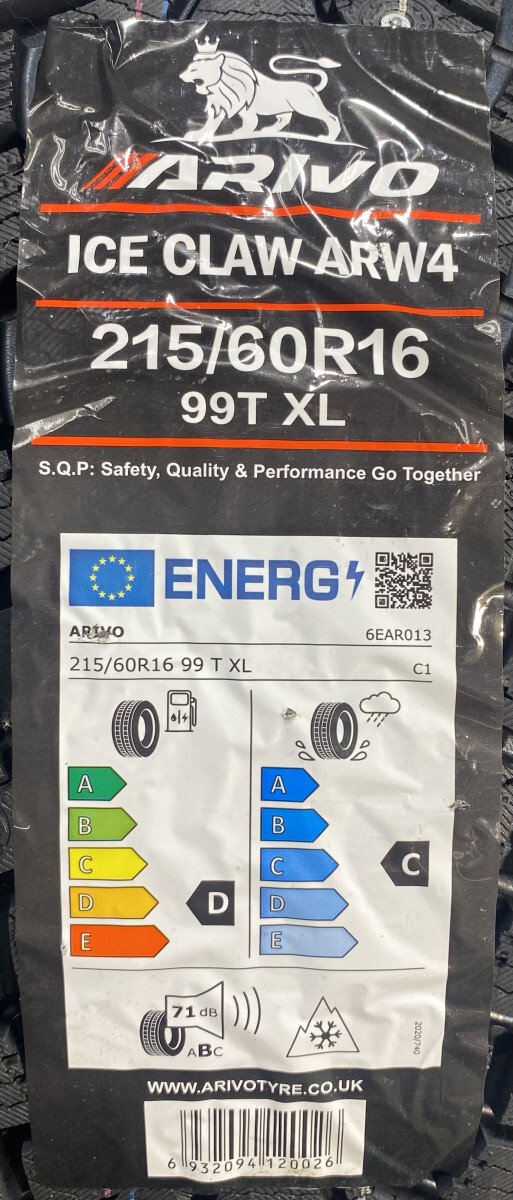 ARIVO
ICE CLAW ARW4
215/60R16
99T XL
S.Q.P: Safety, Quality & Performance Go Together
ENERG
ARIVO 6EAR013
215/60R16 99 T XL C1
A A
B B
C C C
D D D
E E
71 dB
ABC
2020/740
WWW.ARIVOTYRE.CO.UK
6 932094 120026